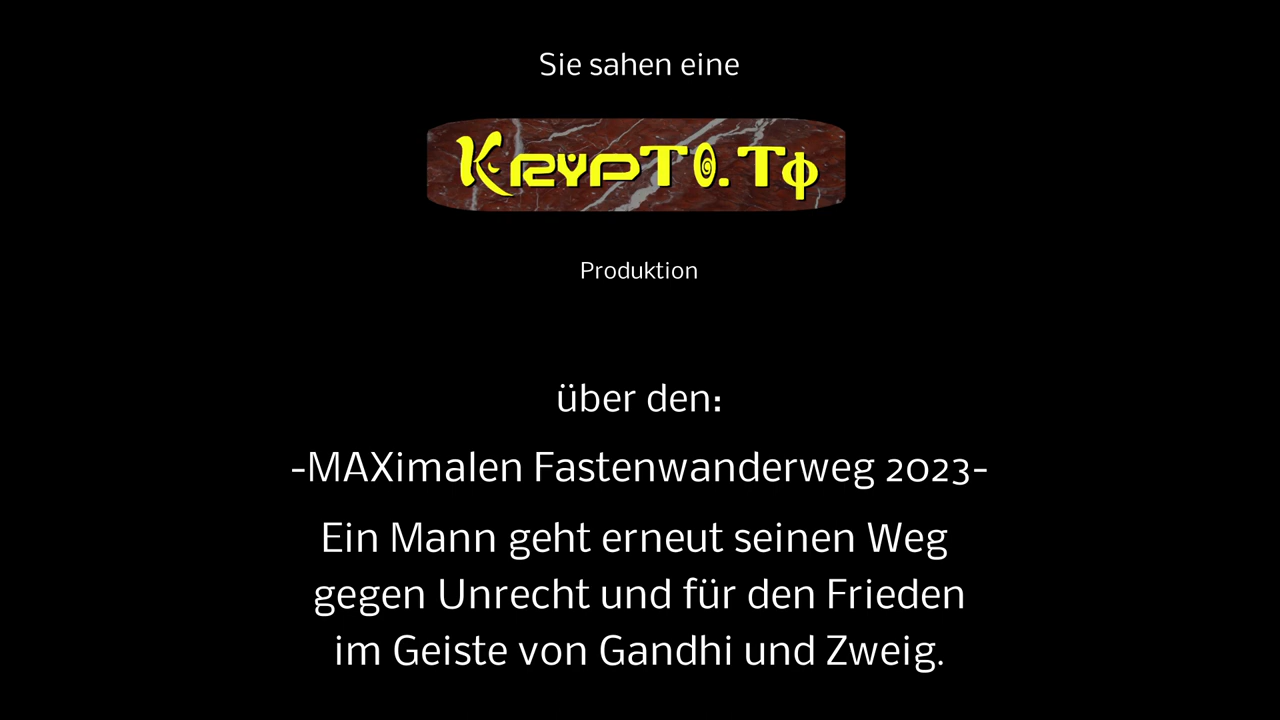 Sie sahen eine
KRYPTO.TO
Produktion
über den:
-MAXimalen Fastenwanderweg 2023-
Ein Mann geht erneut seinen Weg
gegen Unrecht und für den Frieden
im Geiste von Gandhi und Zweig.